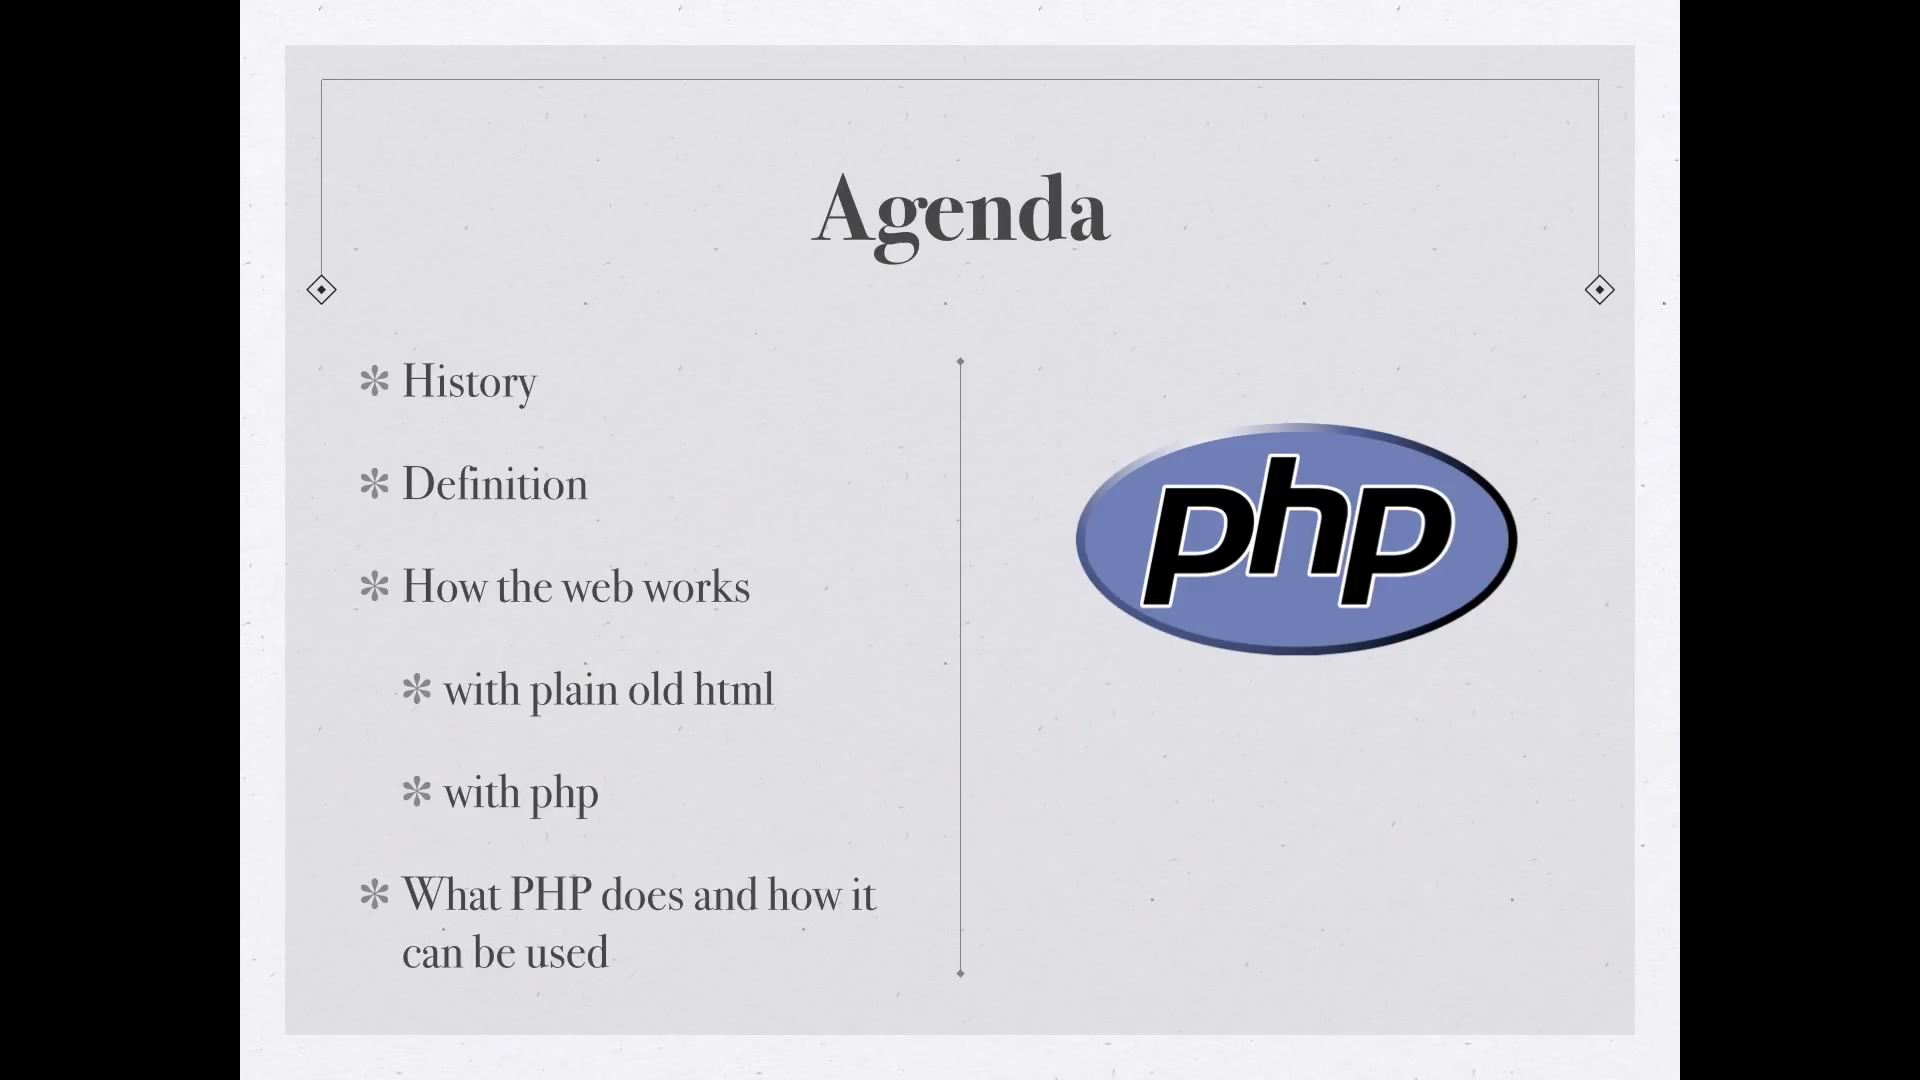 Agenda
History
Definition
How the web works
with plain old html
with php
What PHP does and how it
can be used
php